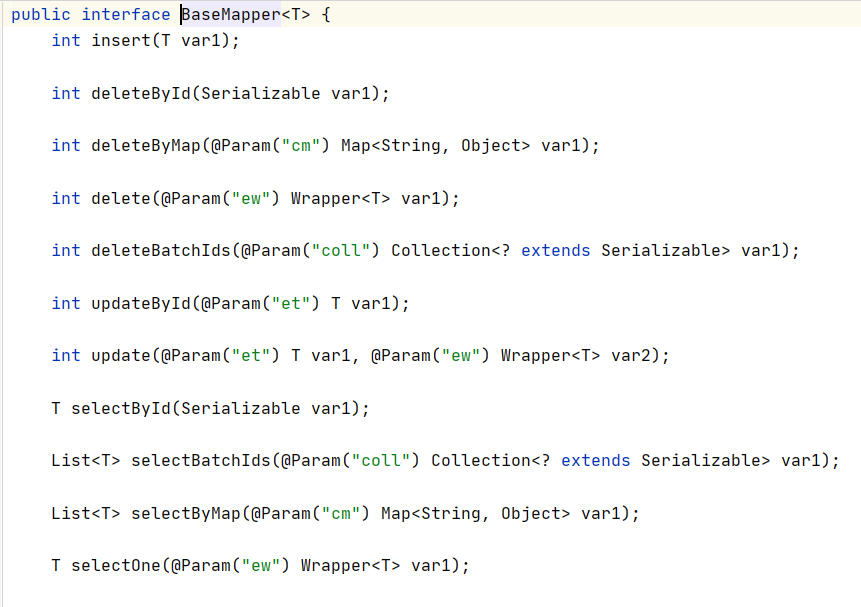 public interface BaseMapper<T> {
    int insert(T var1);
    int deleteById(Serializable var1);
    int deleteByMap(@Param("cm") Map<String, Object> var1);
    int delete(@Param("ew") Wrapper<T> var1);
    int deleteBatchIds(@Param("coll") Collection<? extends Serializable> var1);
    int updateById(@Param("et") T var1);
    int update(@Param("et") T var1, @Param("ew") Wrapper<T> var2);
    T selectById(Serializable var1);
    List<T> selectBatchIds(@Param("coll") Collection<? extends Serializable> var1);
    List<T> selectByMap(@Param("cm") Map<String, Object> var1);
    T selectOne(@Param("ew") Wrapper<T> var1);